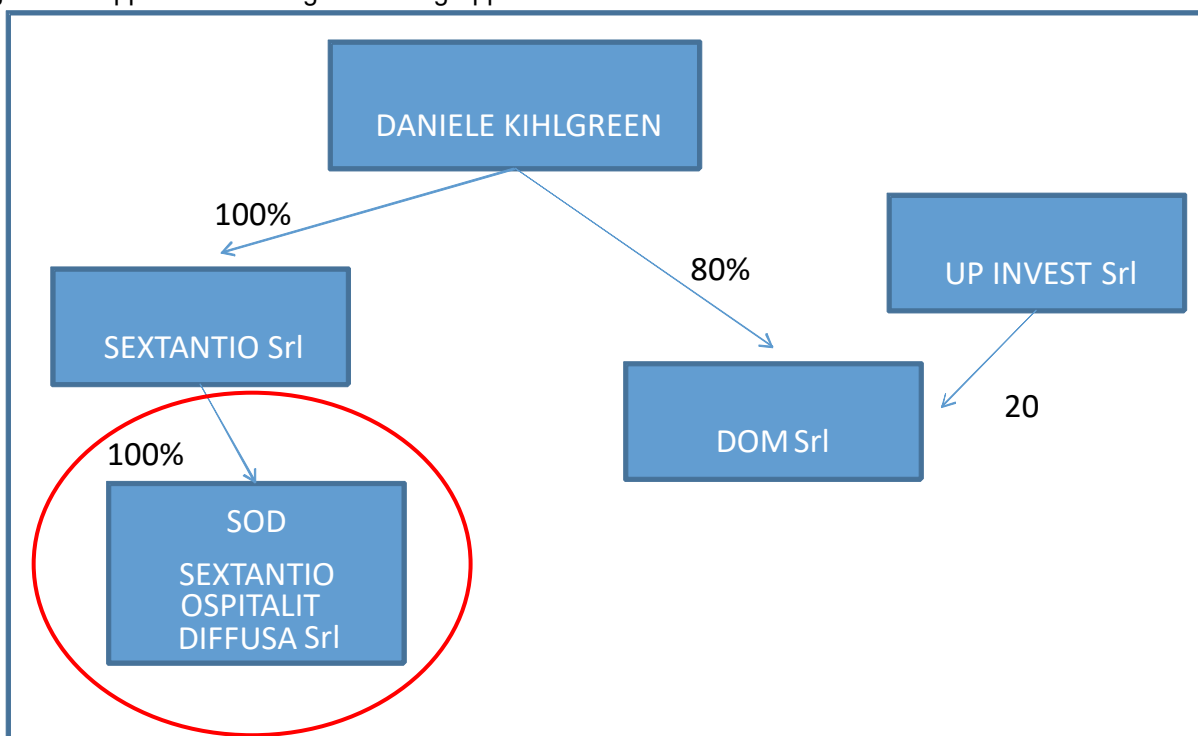 DANIELE KIHLGREEN
100%
80%
UP INVEST Srl
SEXTANTIO Srl
20
DOM Srl
100%
SOD
SEXTANTIO
OSPITALIT
DIFFUSA Srl